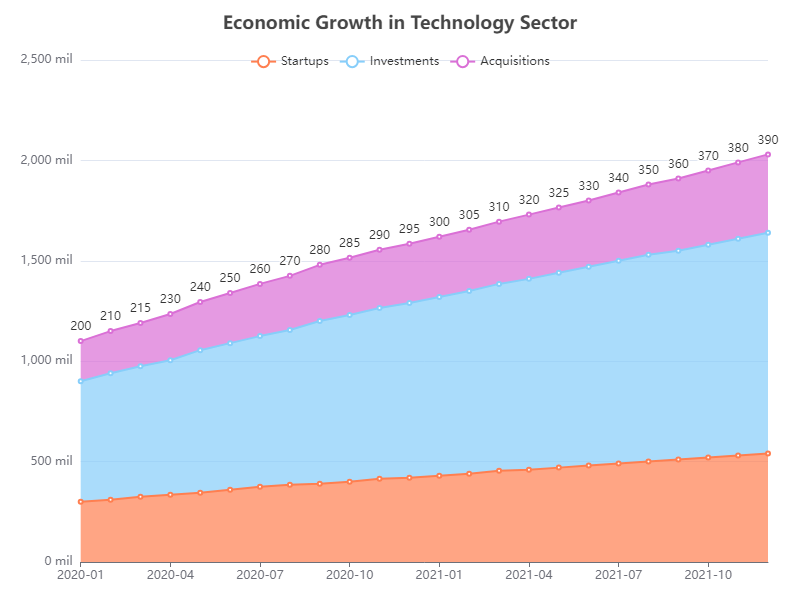 Economic Growth in Technology Sector
Startups Investments Acquisitions
2,500 mil
2,000 mil
1,500 mil
1,000 mil
500 mil
0 mil
200 210 215 230 240 250 260 270 280 285 290 295 300 305 310 320 325 330 340 350 360 370 380 390
2020-01 2020-04 2020-07 2020-10 2021-01 2021-04 2021-07 2021-10